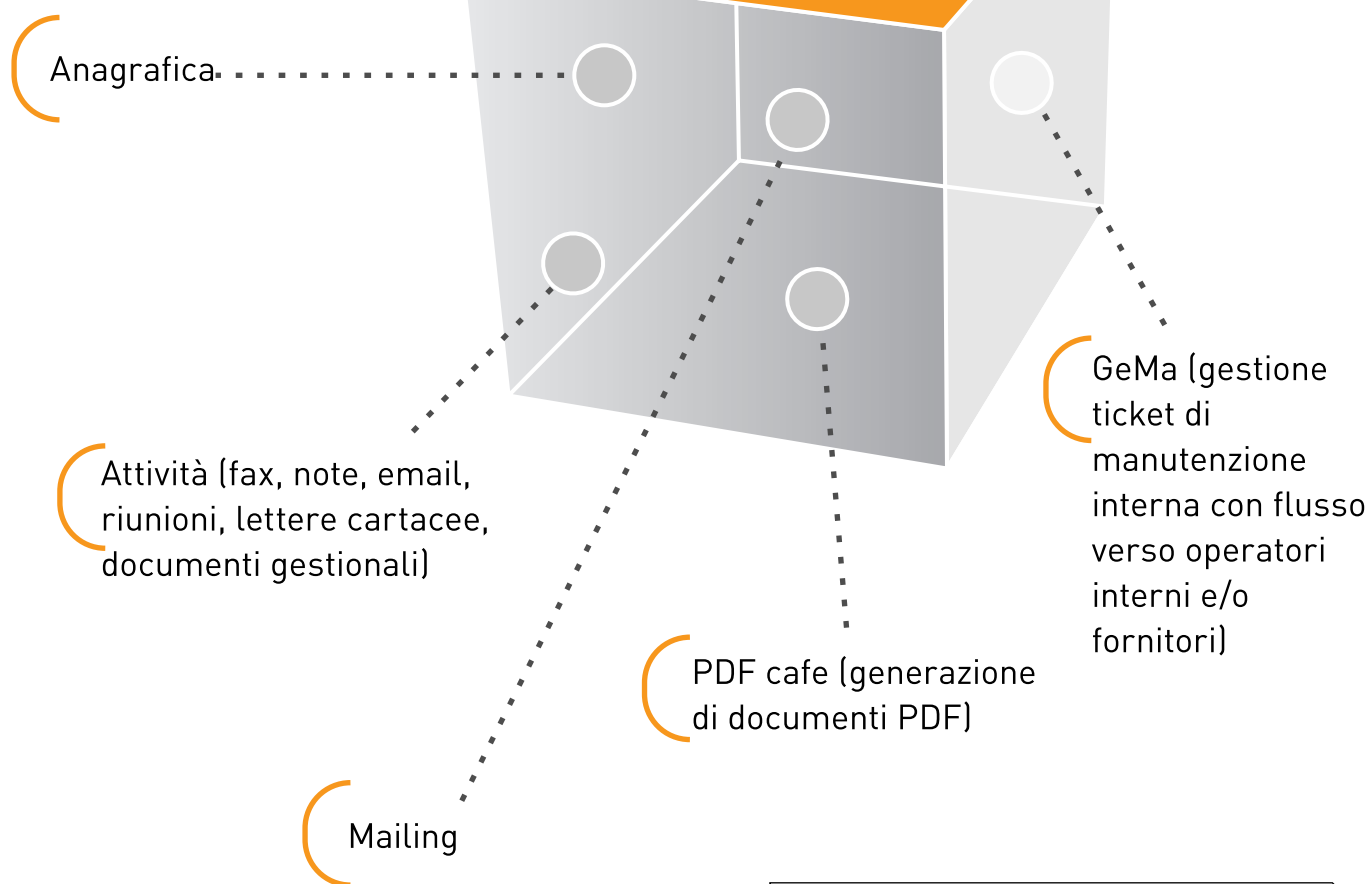 Anagrafica
Attività (fax, note, email,
riunioni, lettere cartacee,
documenti gestionali)
GeMa (gestione
ticket di
manutenzione
interna con flusso
verso operatori
interni e/o
fornitori)
PDF cafe (generazione
di documenti PDF)
Mailing